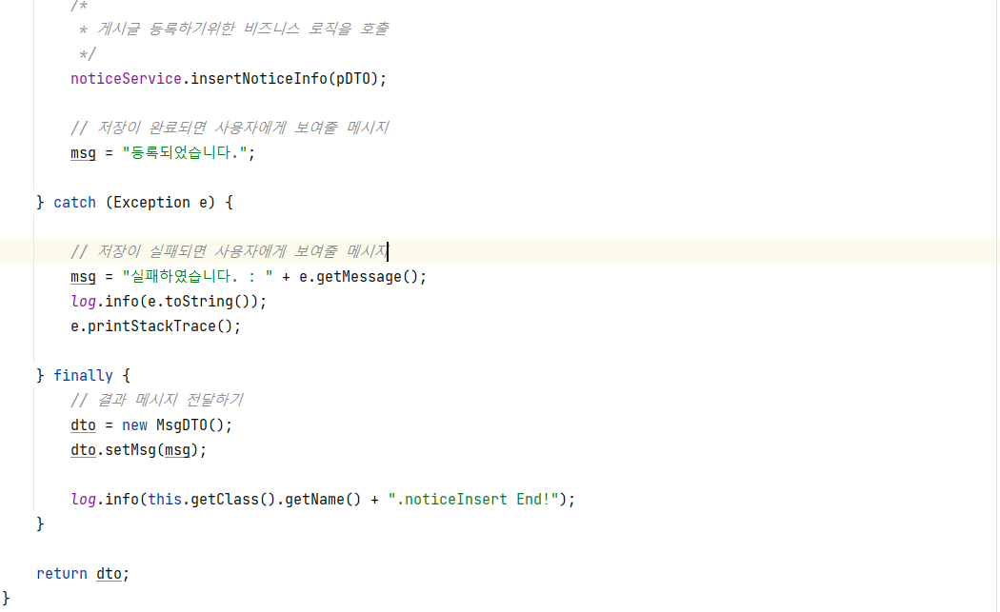 /*
* 게시글 등록하기위한 비즈니스 로직을 호출
*/
noticeService.insertNoticeInfo(pDTO);
// 저장이 완료되면 사용자에게 보여줄 메시지
msg = "등록되었습니다.";
} catch (Exception e) {
// 저장이 실패되면 사용자에게 보여줄 메시지
msg = "실패하였습니다. : " + e.getMessage();
log.info(e.toString());
e.printStackTrace();
} finally {
// 결과 메시지 전달하기
dto = new MsgDTO();
dto.setMsg(msg);
log.info(this.getClass().getName() + ".noticeInsert End!");
}
return dto;
}